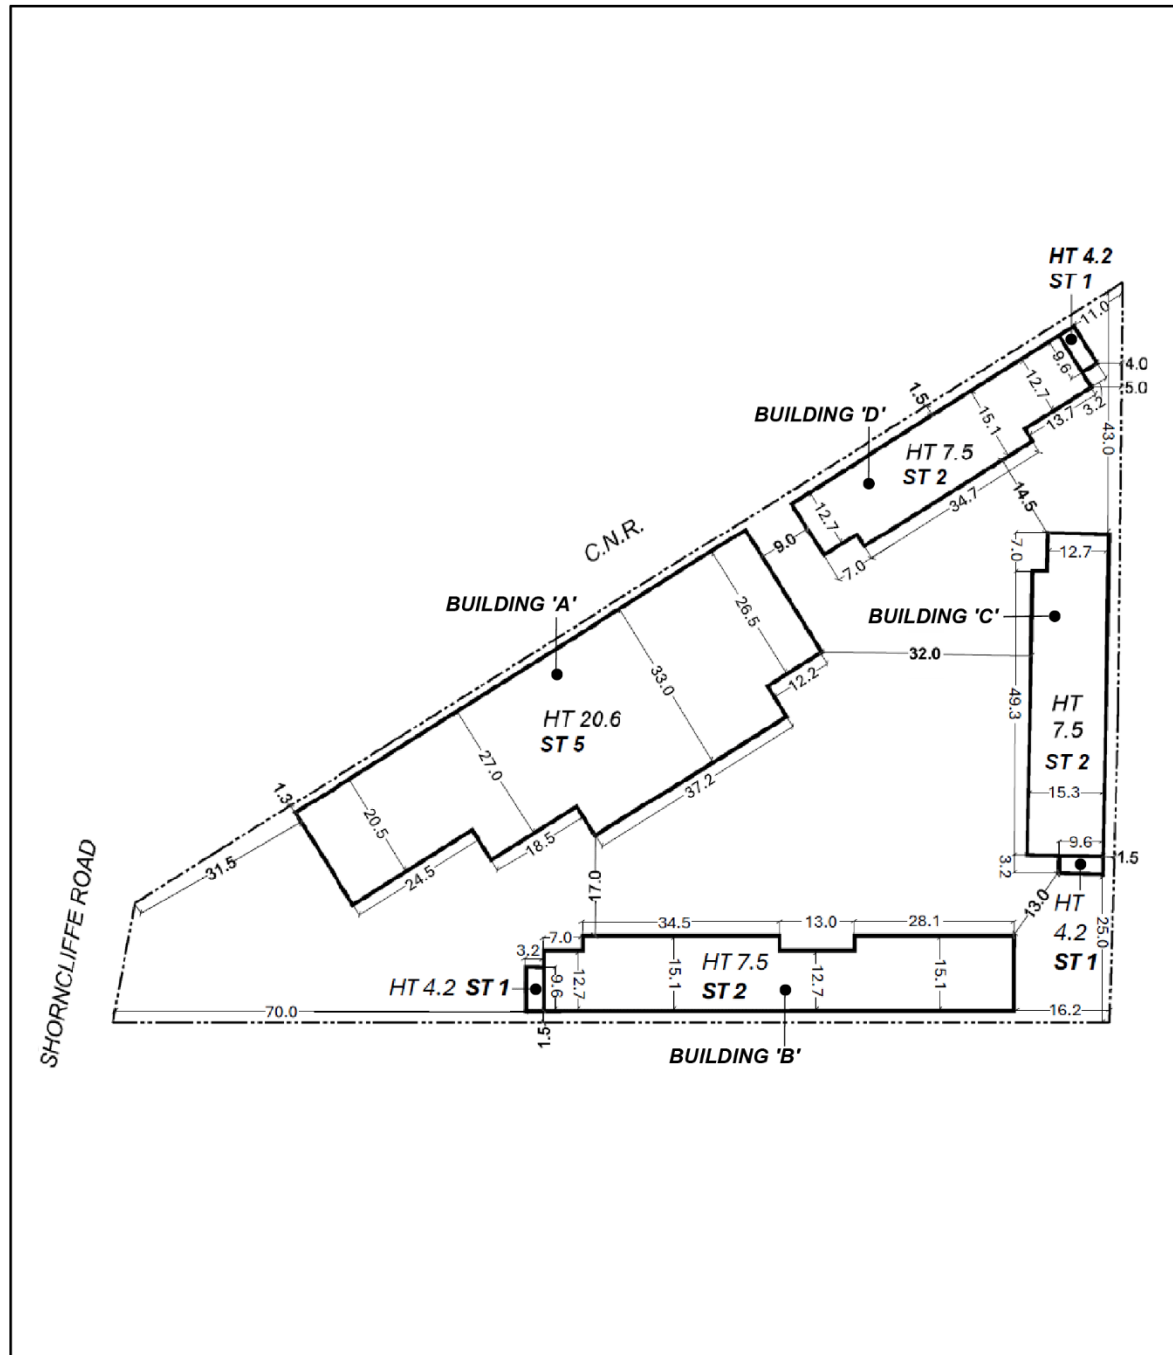 HT 4.2
ST 1
11.0
9.6
4.0
5.0
12.7
3.2
13.7
1.5
15.1
BUILDING 'D'
HT 7.5
ST 2
43.0
34.7
14.5
12.7
7.0
9.0
C.N.R.
7.0
12.7
BUILDING 'A'
26.5
BUILDING 'C'
32.0
12.2
33.0
HT 20.6
ST 5
49.3
HT
7.5
ST 2
27.0
37.2
15.3
1.3
20.5
18.5
9.6
1.5
3.2
31.5
24.5
17.0
13.0
HT
4.2
ST 1
25.0
SHORNCLIFFE ROAD
34.5
13.0
28.1
7.0
3.2
HT 7.5
ST 2
HT 4.2 ST 1
9.6
12.7
15.1
12.7
15.1
70.0
16.2
1.5
BUILDING 'B'